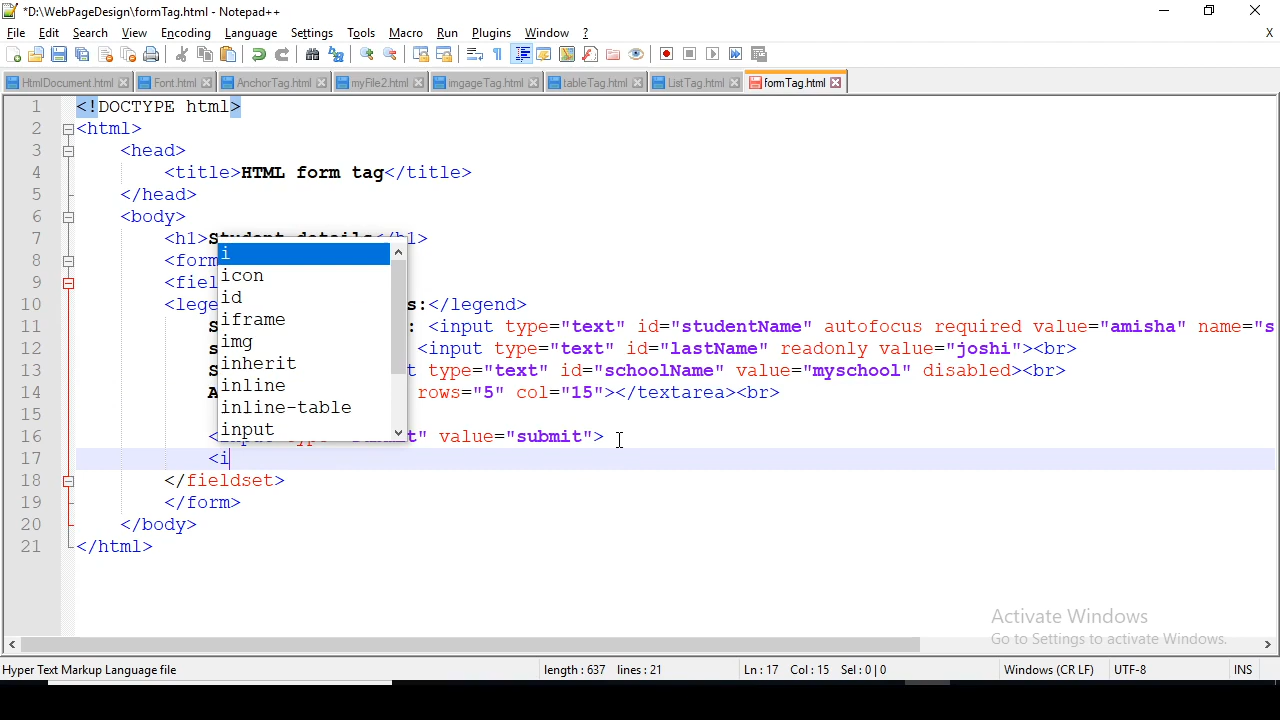 *D:\WebPageDesign\formTag.html - Notepad++
File Edit Search View Encoding Language Settings Tools Macro Run Plugins Window ? X
HtmlDocument.html Font.html AnchorTag.html myFile2.html imgageTag.html tableTag.html ListTag.html formTag.html
1 <!DOCTYPE html>
2 <html>
3 <head>
4 <title>HTML form tag</title>
5 </head>
6 <body>
7 <h1>Student details</h1>
8 <form
9 <fiel
10 <lege s:</legend>
11 S : <input type="text" id="studentName" autofocus required value="amisha" name="s
12 s <input type="text" id="lastName" readonly value="joshi"><br>
13 S t type="text" id="schoolName" value="myschool" disabled><br>
14 A rows="5" col="15"></textarea><br>
15
16 <input type="submit" value="submit">
17 <i
18 </fieldset>
19 </form>
20 </body>
21 </html>
i
icon
id
iframe
img
inherit
inline
inline-table
input
Activate Windows
Go to Settings to activate Windows.
Hyper Text Markup Language file length : 637 lines : 21 Ln : 17 Col : 15 Sel : 0 | 0 Windows (CR LF) UTF-8 INS